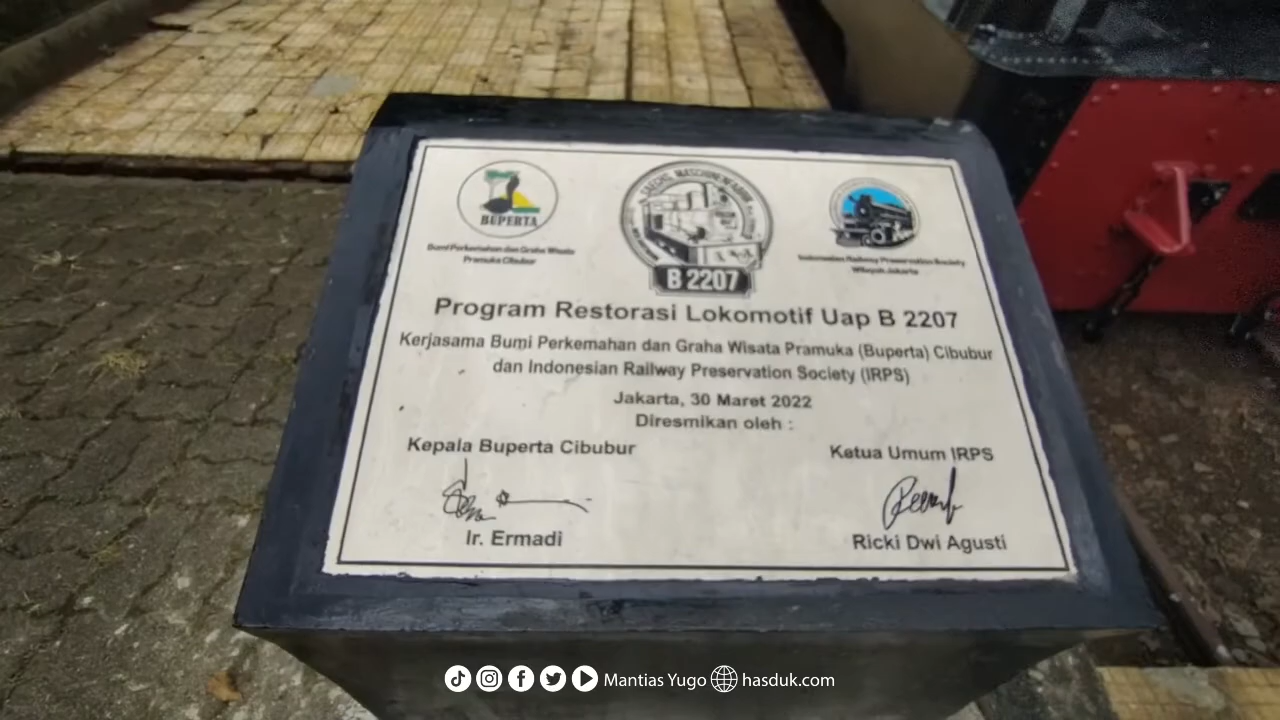 BUPERTA
Bumi Perkemahan dan Graha Wisata
Pramuka Cibubur
B 2207
Indonesian Railway Preservation Society
Wilayah Jakarta
Program Restorasi Lokomotif Uap B 2207
Kerjasama Bumi Perkemahan dan Graha Wisata Pramuka (Buperta) Cibubur
dan Indonesian Railway Preservation Society (IRPS)
Jakarta, 30 Maret 2022
Diresmikan oleh :
Kepala Buperta Cibubur
Ketua Umum IRPS
Ir. Ermadi
Ricki Dwi Agusti
Mantias Yugo hasduk.com